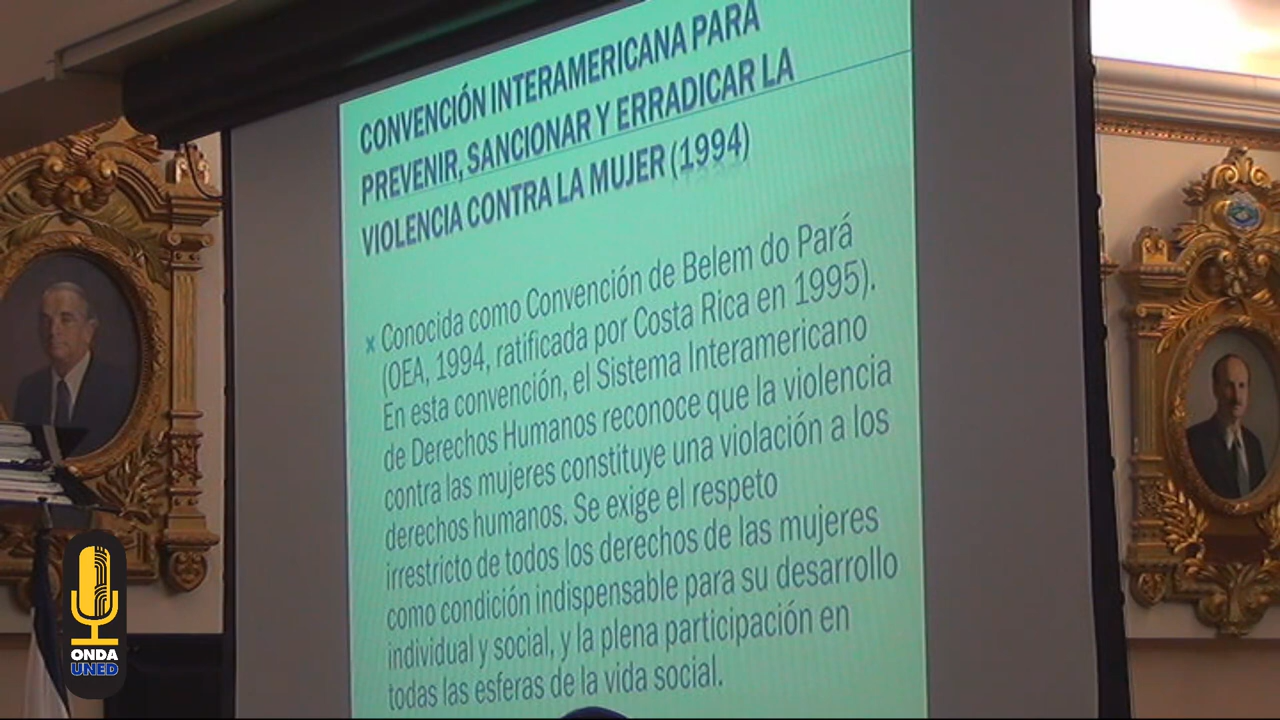 CONVENCIÓN INTERAMERICANA PARA
PREVENIR, SANCIONAR Y ERRADICAR LA
VIOLENCIA CONTRA LA MUJER (1994)
Conocida como Convención de Belem do Pará
(OEA, 1994, ratificada por Costa Rica en 1995).
En esta convención, el Sistema Interamericano
de Derechos Humanos reconoce que la violencia
contra las mujeres constituye una violación a los
derechos humanos. Se exige el respeto
irrestricto de todos los derechos de las mujeres
como condición indispensable para su desarrollo
individual y social, y la plena participación en
todas las esferas de la vida social.
ONDA
UNED